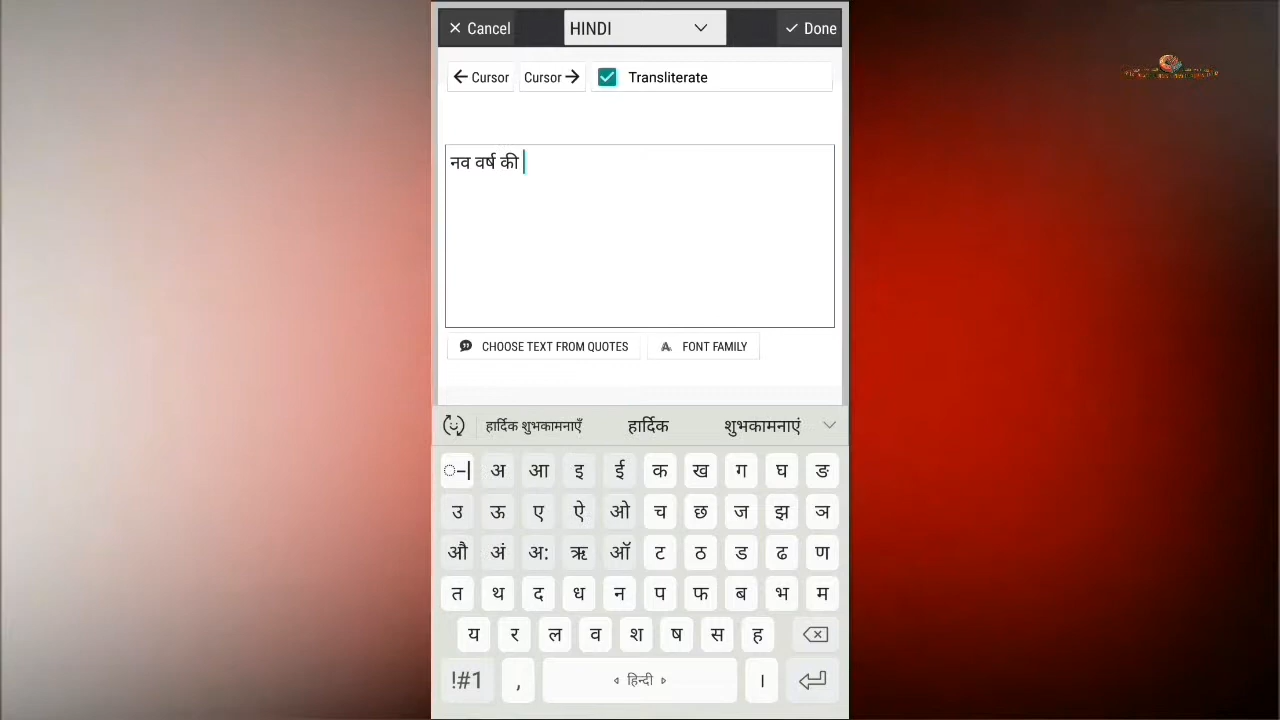 Cancel HINDI Done
Cursor Cursor Transliterate
नव वर्ष की
CHOOSE TEXT FROM QUOTES FONT FAMILY
हार्दिक शुभकामनाएँ हार्दिक शुभकामनाएं
अ आ इ ई क ख ग घ ङ
उ ऊ ए ऐ ओ च छ ज झ ञ
औ अं अः ऋ ऑ ट ठ ड ढ ण
त थ द ध न प फ ब भ म
य र ल व श ष स ह
!#1 , हिन्दी ।